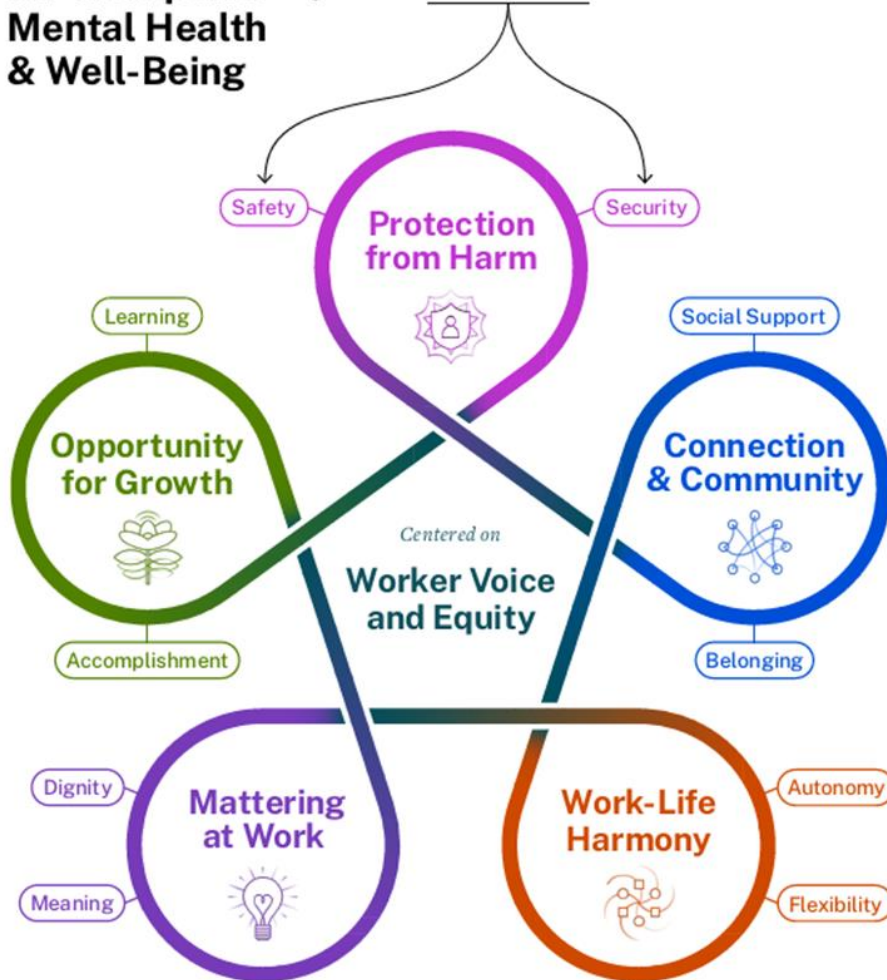 Mental Health
& Well-Being
Safety
Security
Protection
from Harm
Learning
Social Support
Opportunity
for Growth
Connection
& Community
Centered on
Worker Voice
and Equity
Accomplishment
Belonging
Dignity
Autonomy
Mattering
at Work
Work-Life
Harmony
Meaning
Flexibility